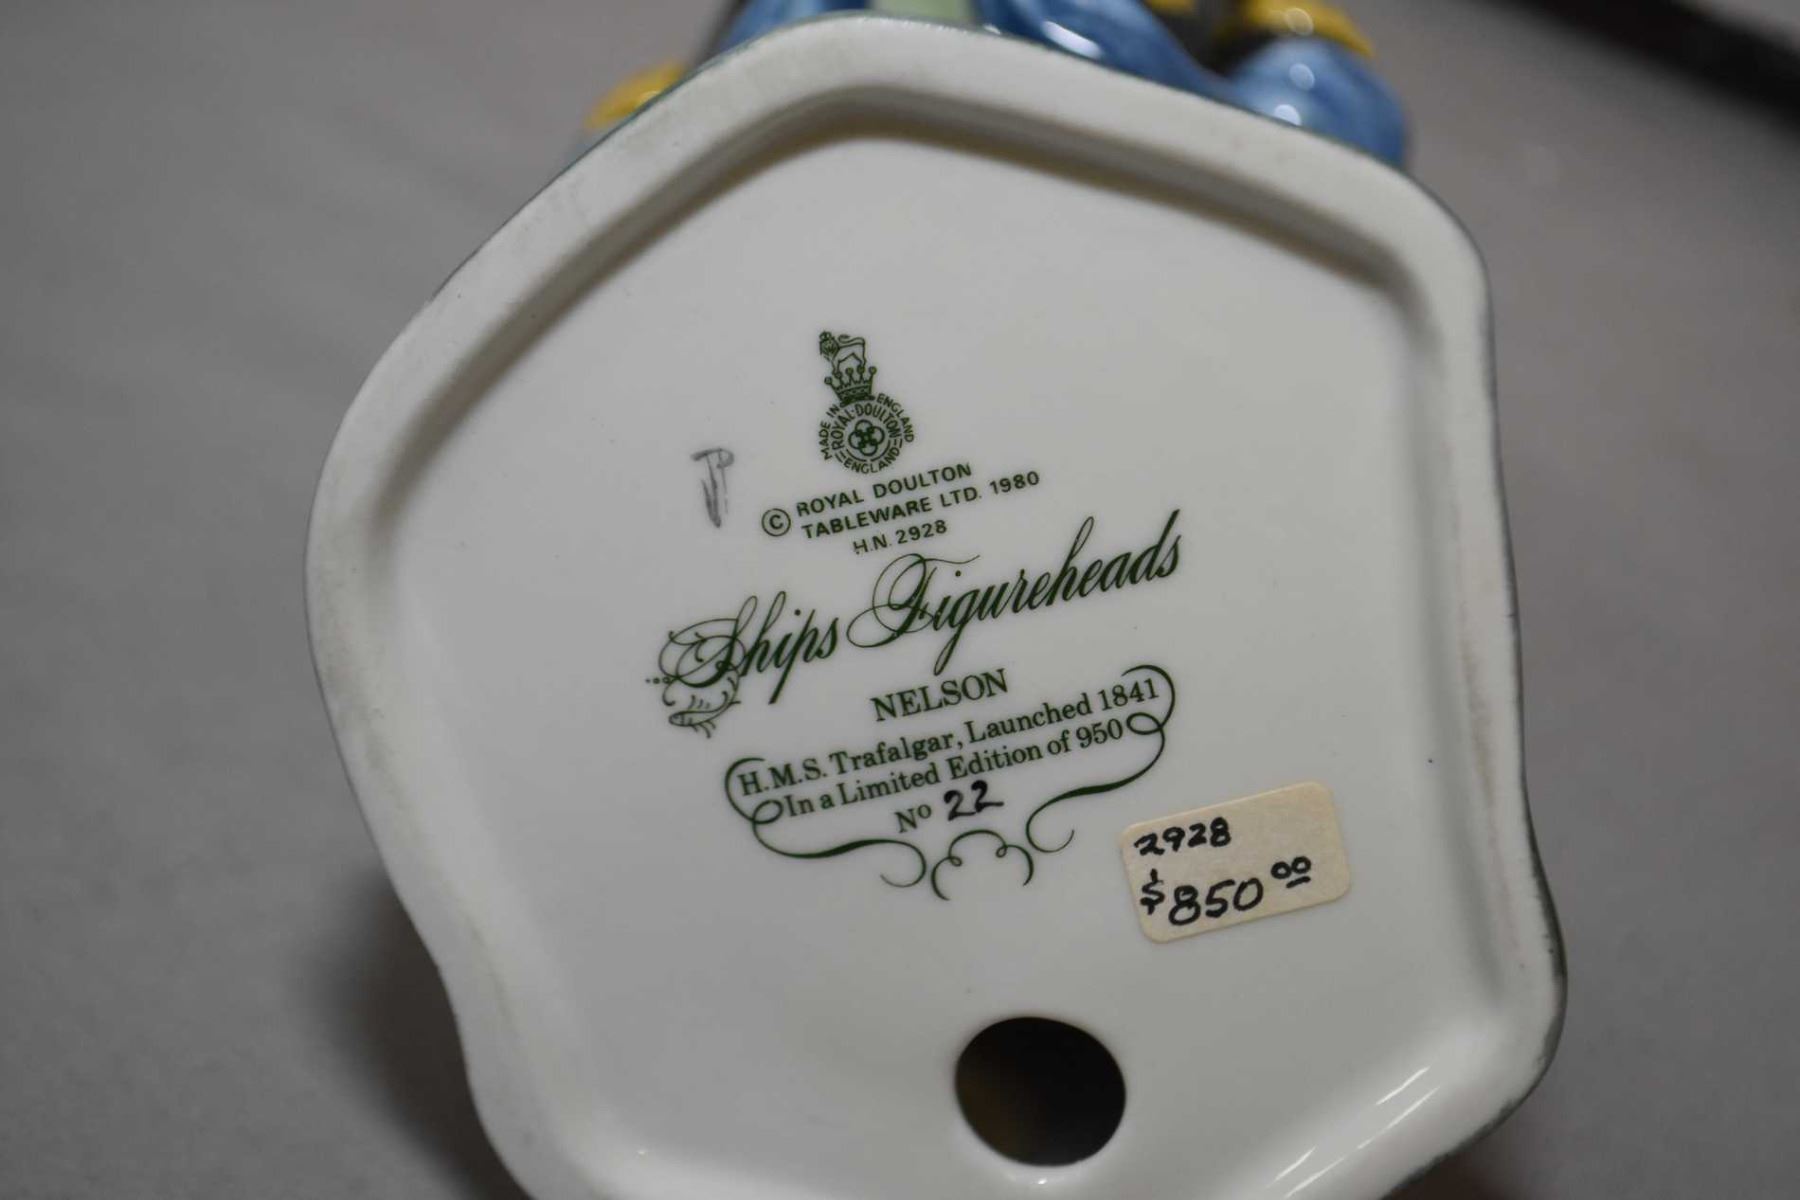 MADE IN ENGLAND
ROYAL·DOULTON
ENGLAND
© ROYAL DOULTON
TABLEWARE LTD. 1980
H.N. 2928
Ships Figureheads
NELSON
H.M.S. Trafalgar, Launched 1841
In a Limited Edition of 950
No 22
2928
$850.00